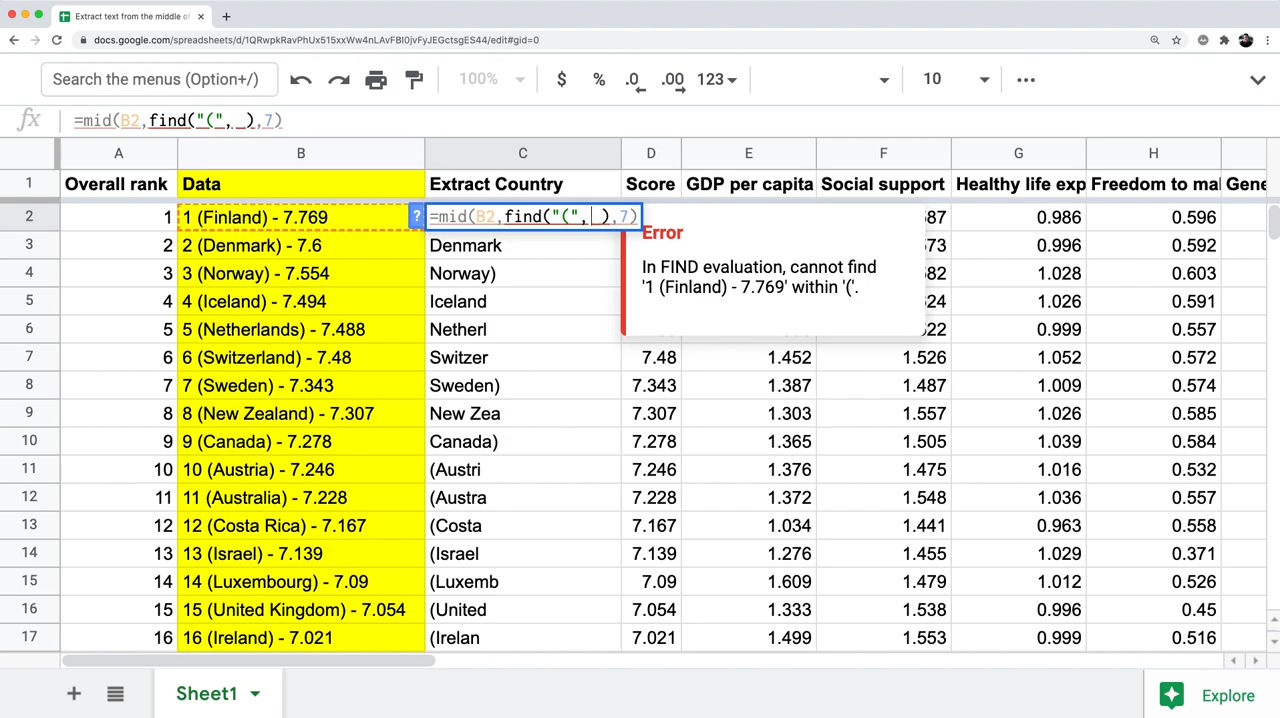 Extract text from the middle of
docs.google.com/spreadsheets/d/1QRwpkRavPhUx515xxWw4nLAvFBI0jvFyJEGctsgES44/edit#gid=0
Search the menus (Option+/) 100% $ % .0 .00 123 10
fx =mid(B2,find("(", ),7)
A B C D E F G H
1 Overall rank Data Extract Country Score GDP per capita Social support Healthy life exp Freedom to mal Gene
2 1 1 (Finland) - 7.769 ? =mid(B2,find("(", ),7) 587 0.986 0.596
3 2 2 (Denmark) - 7.6 Denmark 573 0.996 0.592
4 3 3 (Norway) - 7.554 Norway) 582 1.028 0.603
5 4 4 (Iceland) - 7.494 Iceland 624 1.026 0.591
6 5 5 (Netherlands) - 7.488 Netherl 522 0.999 0.557
Error
In FIND evaluation, cannot find
'1 (Finland) - 7.769' within '('.
7 6 6 (Switzerland) - 7.48 Switzer 7.48 1.452 1.526 1.052 0.572
8 7 7 (Sweden) - 7.343 Sweden) 7.343 1.387 1.487 1.009 0.574
9 8 8 (New Zealand) - 7.307 New Zea 7.307 1.303 1.557 1.026 0.585
10 9 9 (Canada) - 7.278 Canada) 7.278 1.365 1.505 1.039 0.584
11 10 10 (Austria) - 7.246 (Austri 7.246 1.376 1.475 1.016 0.532
12 11 11 (Australia) - 7.228 (Austra 7.228 1.372 1.548 1.036 0.557
13 12 12 (Costa Rica) - 7.167 (Costa 7.167 1.034 1.441 0.963 0.558
14 13 13 (Israel) - 7.139 (Israel 7.139 1.276 1.455 1.029 0.371
15 14 14 (Luxembourg) - 7.09 (Luxemb 7.09 1.609 1.479 1.012 0.526
16 15 15 (United Kingdom) - 7.054 (United 7.054 1.333 1.538 0.996 0.45
17 16 16 (Ireland) - 7.021 (Irelan 7.021 1.499 1.553 0.999 0.516
Sheet1 Explore